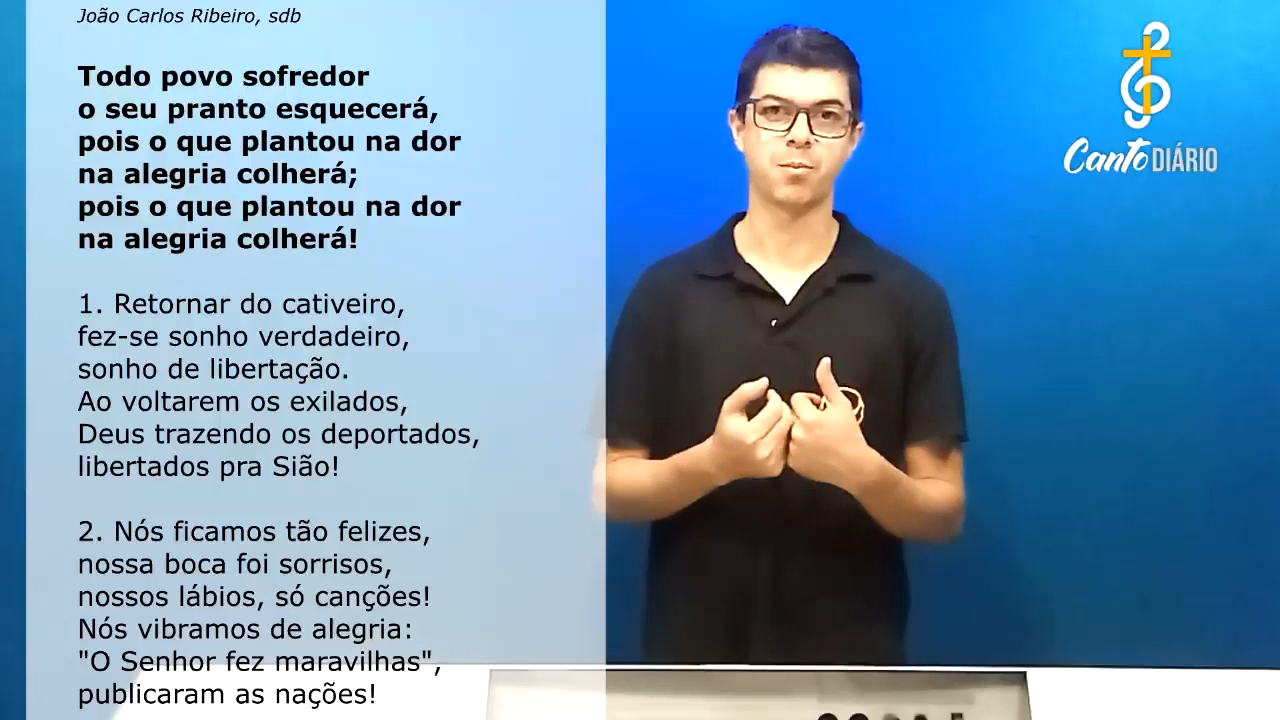 João Carlos Ribeiro, sdb
Todo povo sofredor
o seu pranto esquecerá,
pois o que plantou na dor
na alegria colherá;
pois o que plantou na dor
na alegria colherá!
1. Retornar do cativeiro,
fez-se sonho verdadeiro,
sonho de libertação.
Ao voltarem os exilados,
Deus trazendo os deportados,
libertados pra Sião!
2. Nós ficamos tão felizes,
nossa boca foi sorrisos,
nossos lábios, só canções!
Nós vibramos de alegria:
"O Senhor fez maravilhas",
publicaram as nações!
Canto DIÁRIO